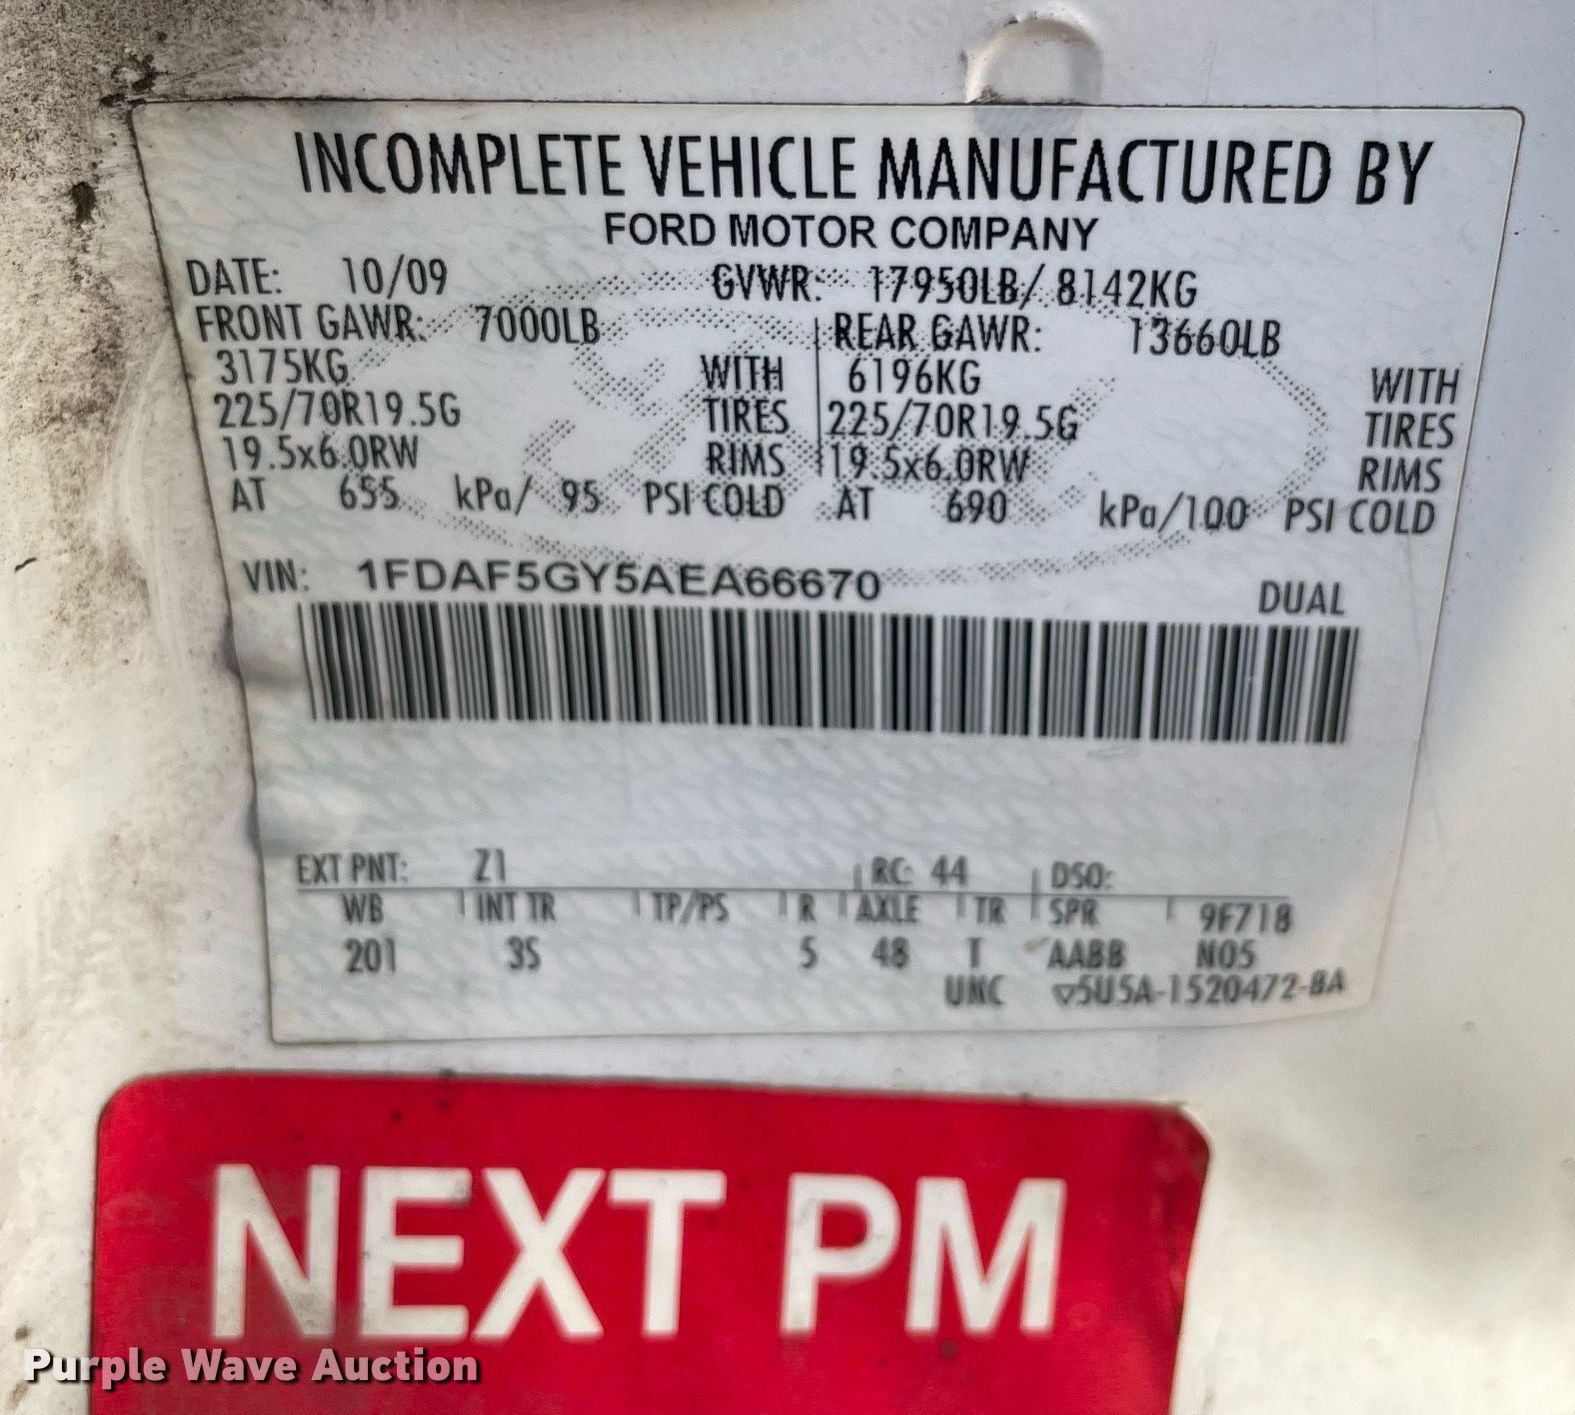 INCOMPLETE VEHICLE MANUFACTURED BY
FORD MOTOR COMPANY
DATE: 10/09 GVWR: 17950LB/ 8142KG
FRONT GAWR: 7000LB REAR GAWR: 13660LB
3175KG WITH 6196KG WITH
225/70R19.5G TIRES 225/70R19.5G TIRES
19.5x6.0RW RIMS 19.5x6.0RW RIMS
AT 655 kPa/ 95 PSI COLD AT 690 kPa/100 PSI COLD
VIN: 1FDAF5GY5AEA66670 DUAL
EXT PNT: Z1 RC: 44 DSO:
WB INT TR TP/PS R AXLE TR SPR 9F718
201 3S 5 48 T AABB N05
UMC ▽5U5A-1520472-BA
NEXT PM
Purple Wave Auction